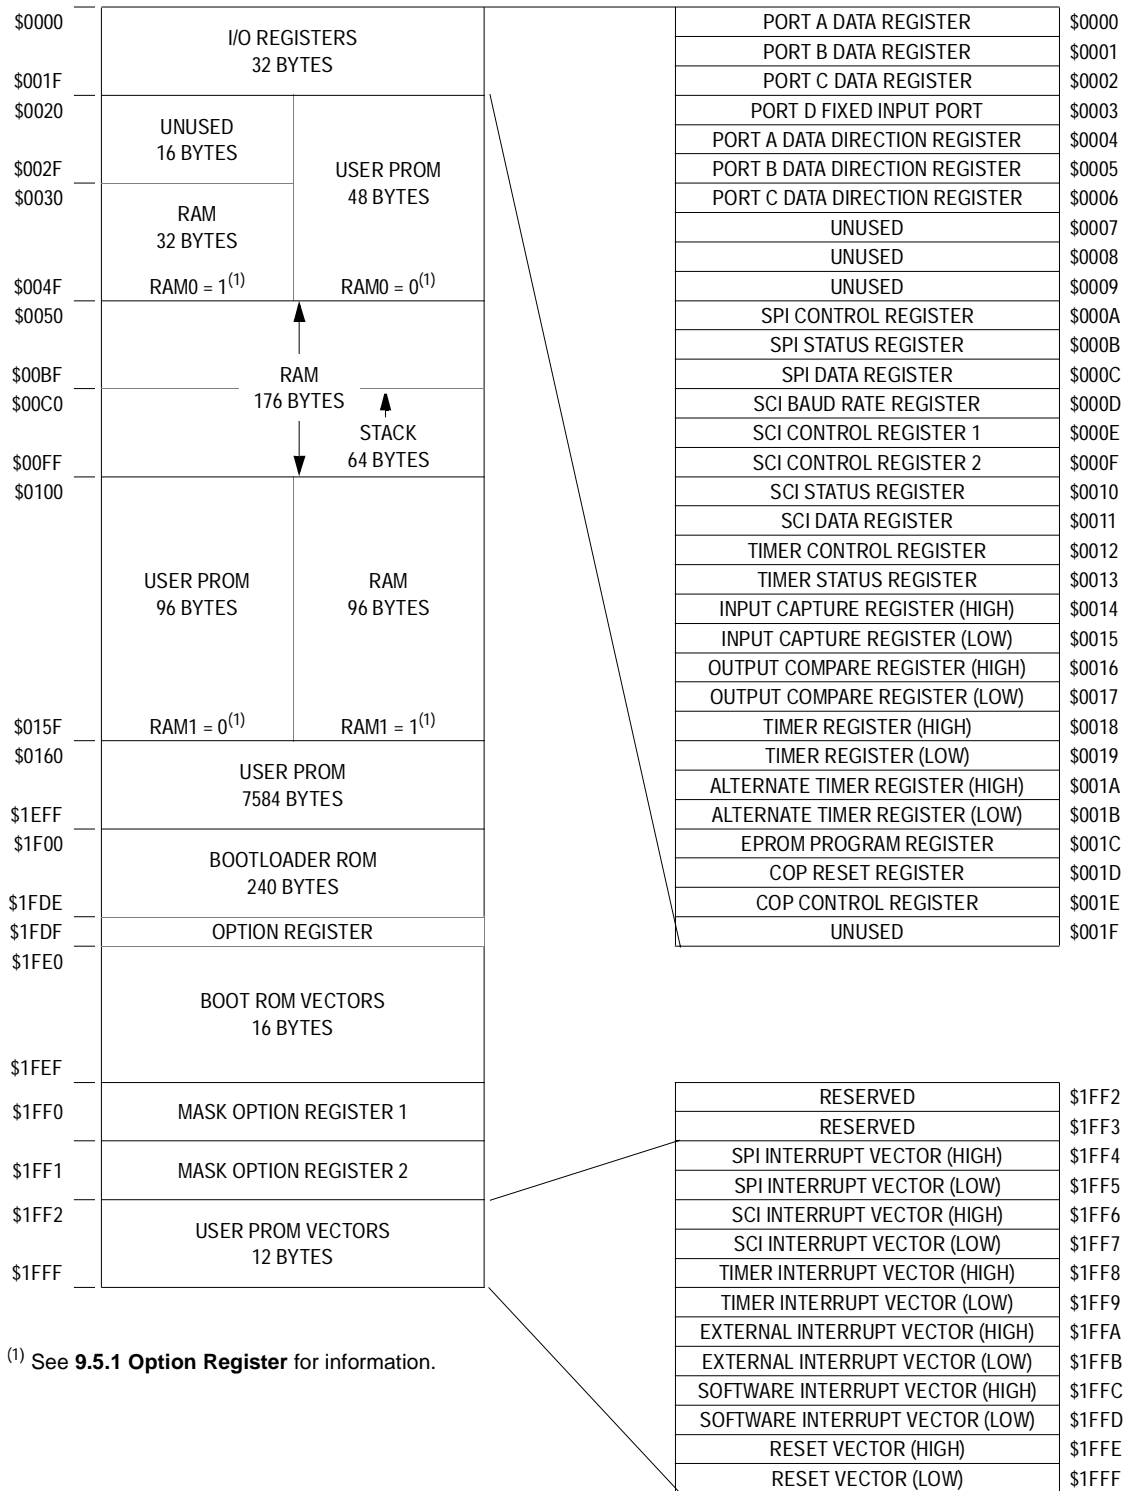 $0000
I/O REGISTERS
32 BYTES
$001F
$0020
UNUSED
16 BYTES
USER PROM
48 BYTES
$002F
$0030
RAM
32 BYTES
$004F
RAM0 = 1(1)
RAM0 = 0(1)
$0050
$00BF
RAM
176 BYTES
$00C0
STACK
64 BYTES
$00FF
$0100
USER PROM
96 BYTES
RAM
96 BYTES
$015F
RAM1 = 0(1)
RAM1 = 1(1)
$0160
USER PROM
7584 BYTES
$1EFF
$1F00
BOOTLOADER ROM
240 BYTES
$1FDE
$1FDF
OPTION REGISTER
$1FE0
BOOT ROM VECTORS
16 BYTES
$1FEF
$1FF0
MASK OPTION REGISTER 1
$1FF1
MASK OPTION REGISTER 2
$1FF2
USER PROM VECTORS
12 BYTES
$1FFF
(1) See 9.5.1 Option Register for information.
PORT A DATA REGISTER $0000
PORT B DATA REGISTER $0001
PORT C DATA REGISTER $0002
PORT D FIXED INPUT PORT $0003
PORT A DATA DIRECTION REGISTER $0004
PORT B DATA DIRECTION REGISTER $0005
PORT C DATA DIRECTION REGISTER $0006
UNUSED $0007
UNUSED $0008
UNUSED $0009
SPI CONTROL REGISTER $000A
SPI STATUS REGISTER $000B
SPI DATA REGISTER $000C
SCI BAUD RATE REGISTER $000D
SCI CONTROL REGISTER 1 $000E
SCI CONTROL REGISTER 2 $000F
SCI STATUS REGISTER $0010
SCI DATA REGISTER $0011
TIMER CONTROL REGISTER $0012
TIMER STATUS REGISTER $0013
INPUT CAPTURE REGISTER (HIGH) $0014
INPUT CAPTURE REGISTER (LOW) $0015
OUTPUT COMPARE REGISTER (HIGH) $0016
OUTPUT COMPARE REGISTER (LOW) $0017
TIMER REGISTER (HIGH) $0018
TIMER REGISTER (LOW) $0019
ALTERNATE TIMER REGISTER (HIGH) $001A
ALTERNATE TIMER REGISTER (LOW) $001B
EPROM PROGRAM REGISTER $001C
COP RESET REGISTER $001D
COP CONTROL REGISTER $001E
UNUSED $001F
RESERVED $1FF2
RESERVED $1FF3
SPI INTERRUPT VECTOR (HIGH) $1FF4
SPI INTERRUPT VECTOR (LOW) $1FF5
SCI INTERRUPT VECTOR (HIGH) $1FF6
SCI INTERRUPT VECTOR (LOW) $1FF7
TIMER INTERRUPT VECTOR (HIGH) $1FF8
TIMER INTERRUPT VECTOR (LOW) $1FF9
EXTERNAL INTERRUPT VECTOR (HIGH) $1FFA
EXTERNAL INTERRUPT VECTOR (LOW) $1FFB
SOFTWARE INTERRUPT VECTOR (HIGH) $1FFC
SOFTWARE INTERRUPT VECTOR (LOW) $1FFD
RESET VECTOR (HIGH) $1FFE
RESET VECTOR (LOW) $1FFF